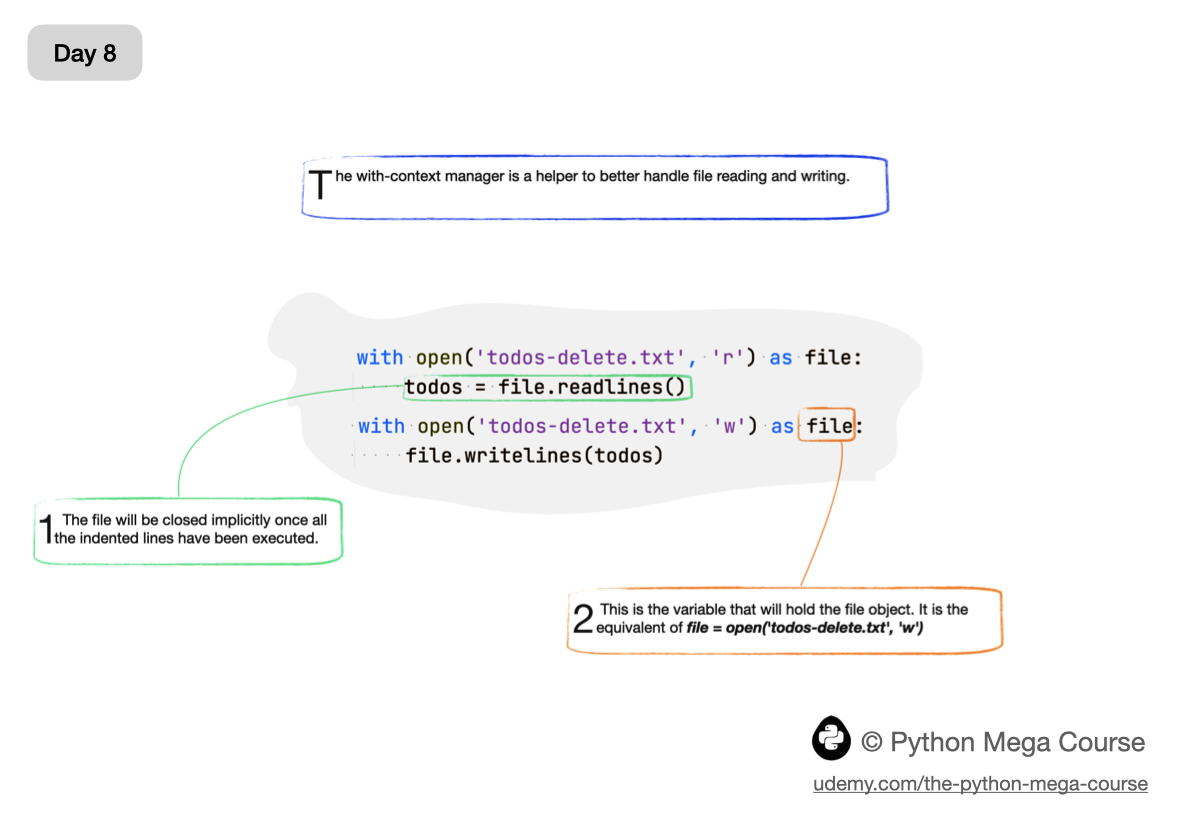 Day 8
The with-context manager is a helper to better handle file reading and writing.
with open('todos-delete.txt', 'r') as file:
    todos = file.readlines()
with open('todos-delete.txt', 'w') as file:
    file.writelines(todos)
1 The file will be closed implicitly once all
the indented lines have been executed.
2 This is the variable that will hold the file object. It is the
equivalent of file = open('todos-delete.txt', 'w')
© Python Mega Course
udemy.com/the-python-mega-course